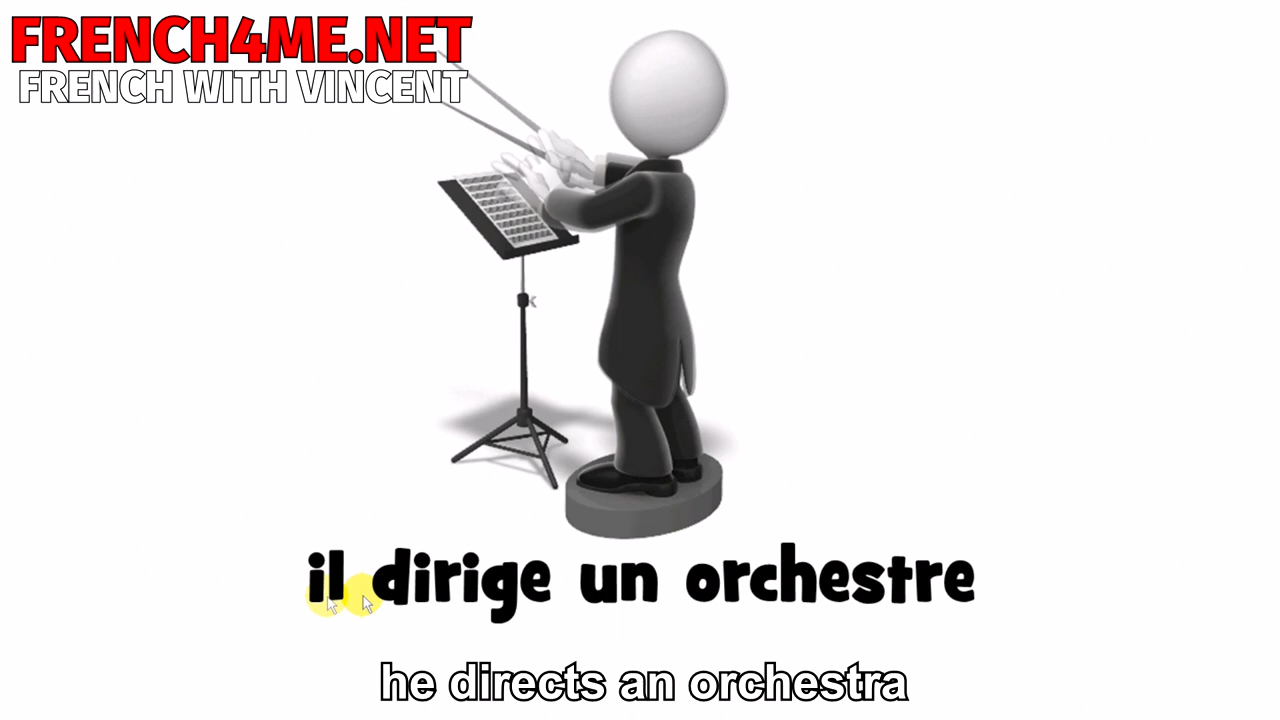 FRENCH4ME.NET
FRENCH WITH VINCENT
il dirige un orchestre
he directs an orchestra